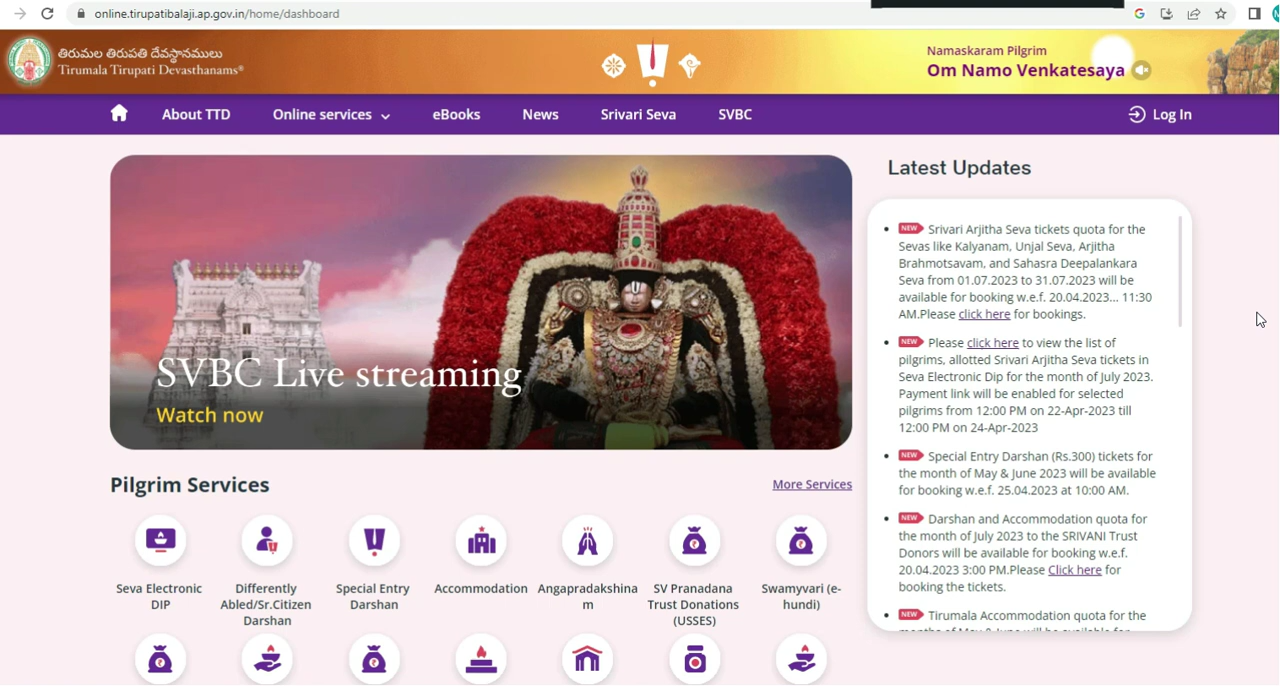 online.tirupatibalaji.ap.gov.in/home/dashboard
తిరుమల తిరుపతి దేవస్థానములు
Tirumala Tirupati Devasthanams®
Namaskaram Pilgrim
Om Namo Venkatesaya
About TTD
Online services
eBooks
News
Srivari Seva
SVBC
Log In
SVBC Live streaming
Watch now
Latest Updates
NEW Srivari Arjitha Seva tickets quota for the
Sevas like Kalyanam, Unjal Seva, Arjitha
Brahmotsavam, and Sahasra Deepalankara
Seva from 01.07.2023 to 31.07.2023 will be
available for booking w.e.f. 20.04.2023... 11:30
AM.Please click here for bookings.
NEW Please click here to view the list of
pilgrims, allotted Srivari Arjitha Seva tickets in
Seva Electronic Dip for the month of July 2023.
Payment link will be enabled for selected
pilgrims from 12:00 PM on 22-Apr-2023 till
12:00 PM on 24-Apr-2023
NEW Special Entry Darshan (Rs.300) tickets for
the month of May & June 2023 will be available
for booking w.e.f. 25.04.2023 at 10:00 AM.
NEW Darshan and Accommodation quota for
the month of July 2023 to the SRIVANI Trust
Donors will be available for booking w.e.f.
20.04.2023 3:00 PM.Please Click here for
booking the tickets.
NEW Tirumala Accommodation quota for the
months of May & June will be available for
Pilgrim Services
More Services
Seva Electronic
DIP
Differently
Abled/Sr.Citizen
Darshan
Special Entry
Darshan
Accommodation
Angapradakshina
m
SV Pranadana
Trust Donations
(USSES)
Swamyvari (e-
hundi)